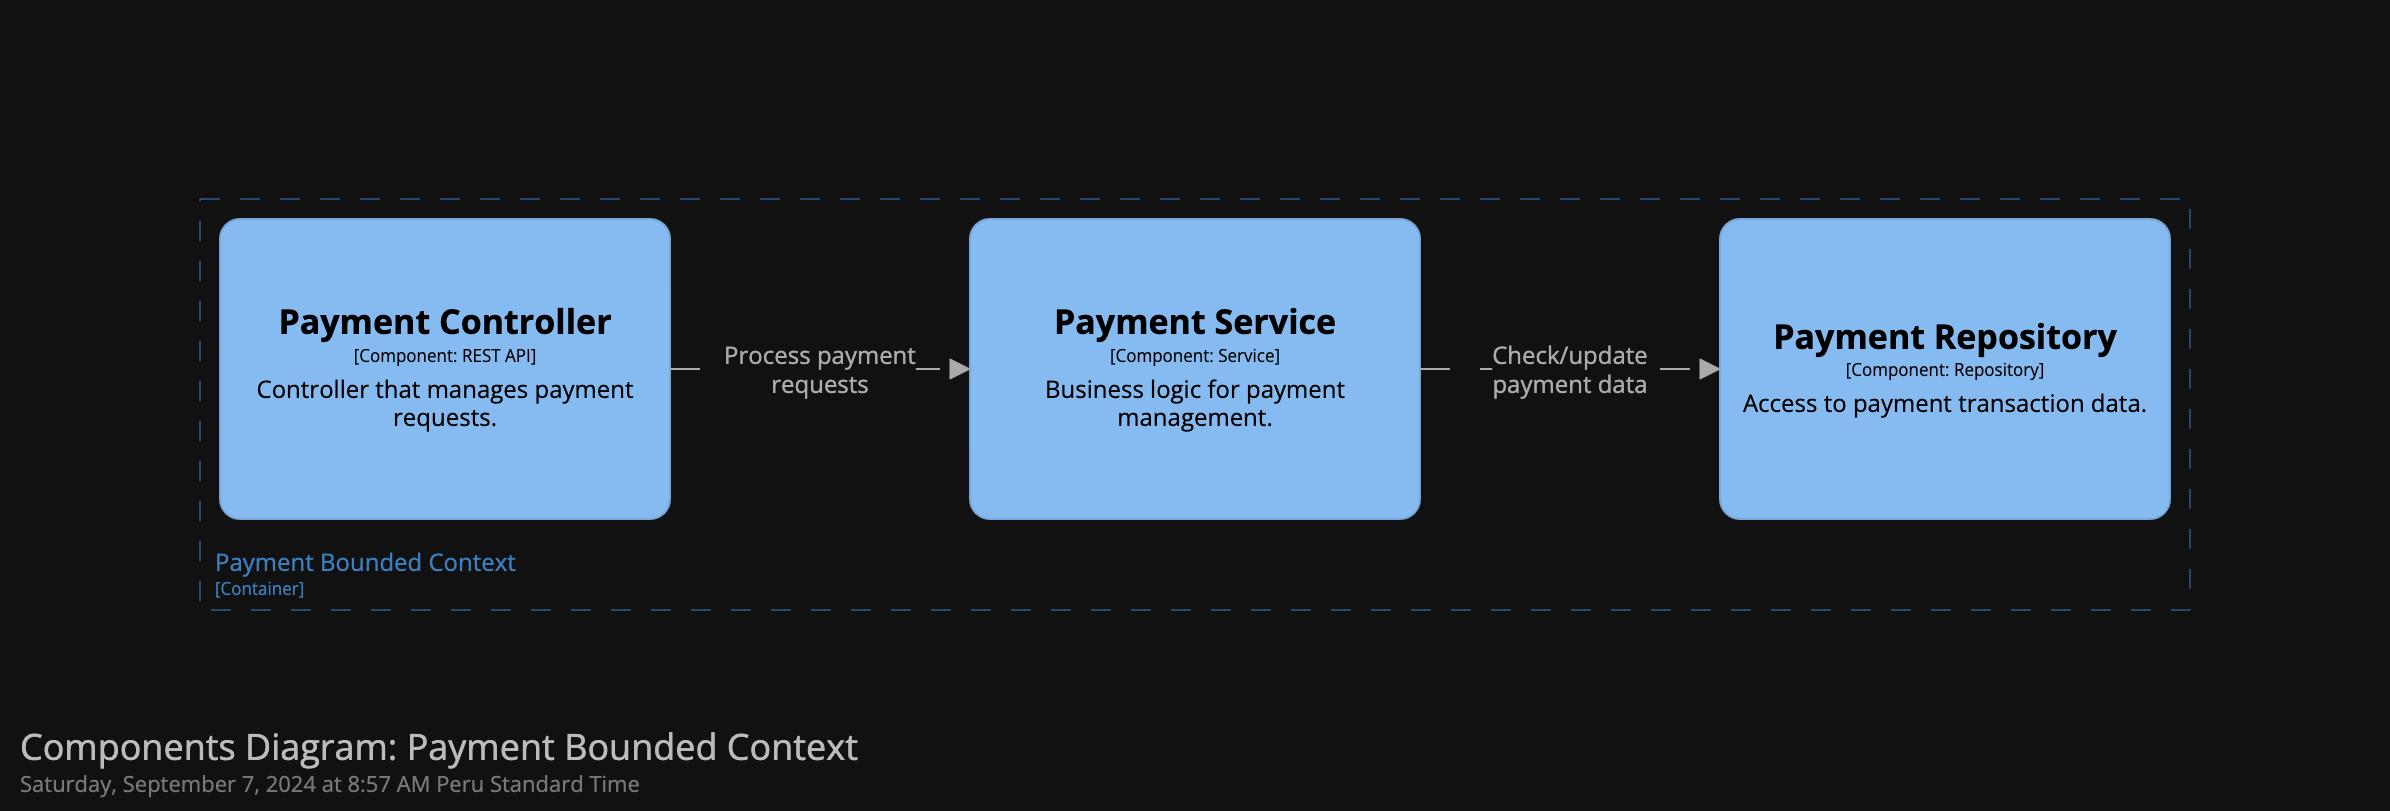 Payment Controller
[Component: REST API]
Controller that manages payment
requests.
Process payment
requests
Payment Service
[Component: Service]
Business logic for payment
management.
Check/update
payment data
Payment Repository
[Component: Repository]
Access to payment transaction data.
Payment Bounded Context
[Container]
Components Diagram: Payment Bounded Context
Saturday, September 7, 2024 at 8:57 AM Peru Standard Time